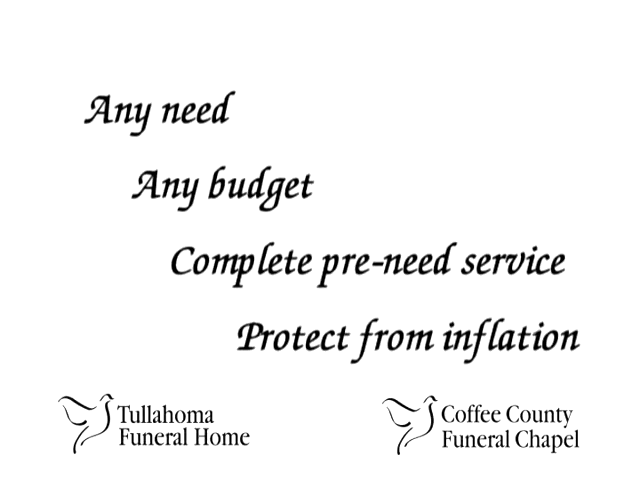 Any need
Any budget
Complete pre-need service
Protect from inflation
Tullahoma
Funeral Home
Coffee County
Funeral Chapel